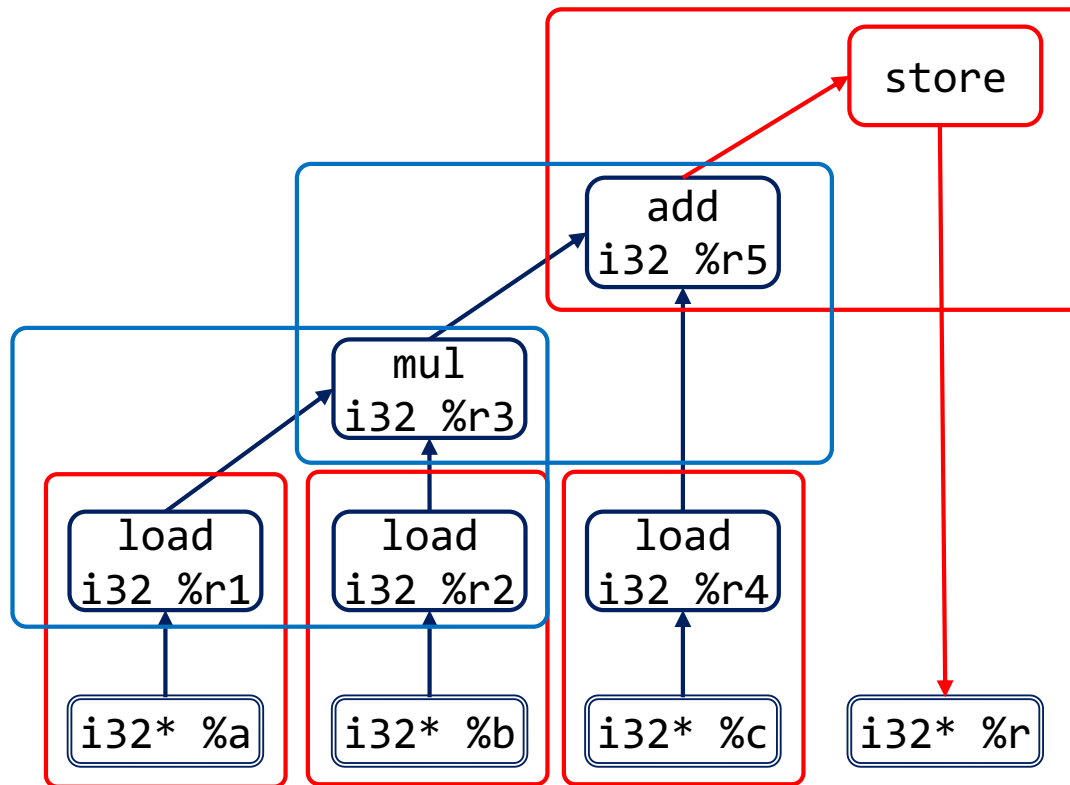 store
add
i32 %r5
mul
i32 %r3
load
i32 %r1
load
i32 %r2
load
i32 %r4
i32* %a
i32* %b
i32* %c
i32* %r